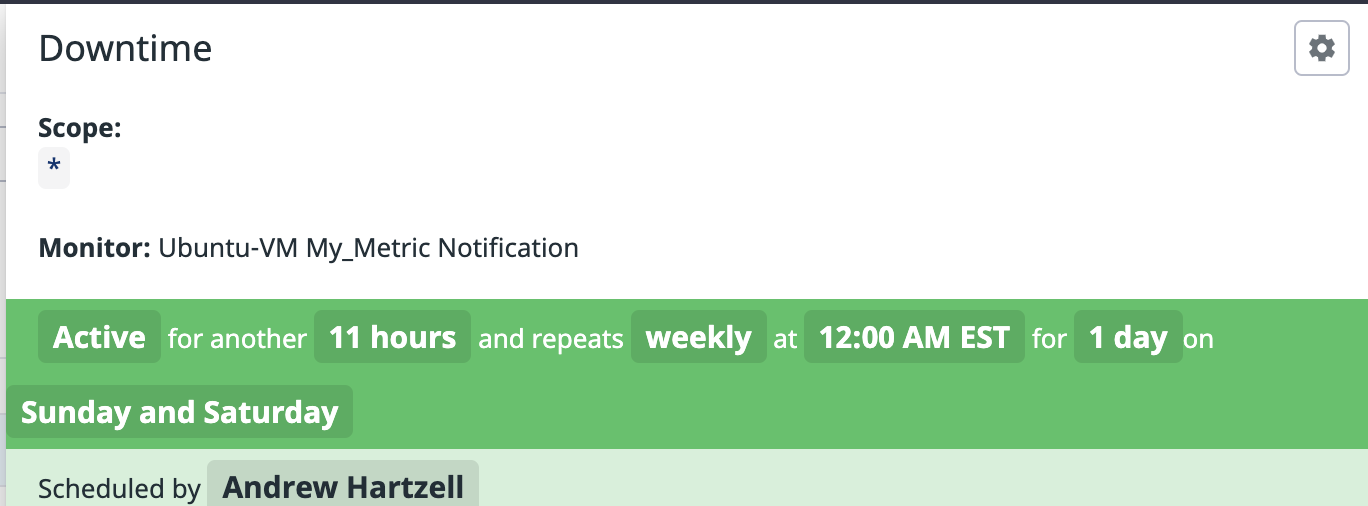 Downtime
Scope:
*
Monitor: Ubuntu-VM My_Metric Notification
Active for another 11 hours and repeats weekly at 12:00 AM EST for 1 day on
Sunday and Saturday
Scheduled by Andrew Hartzell